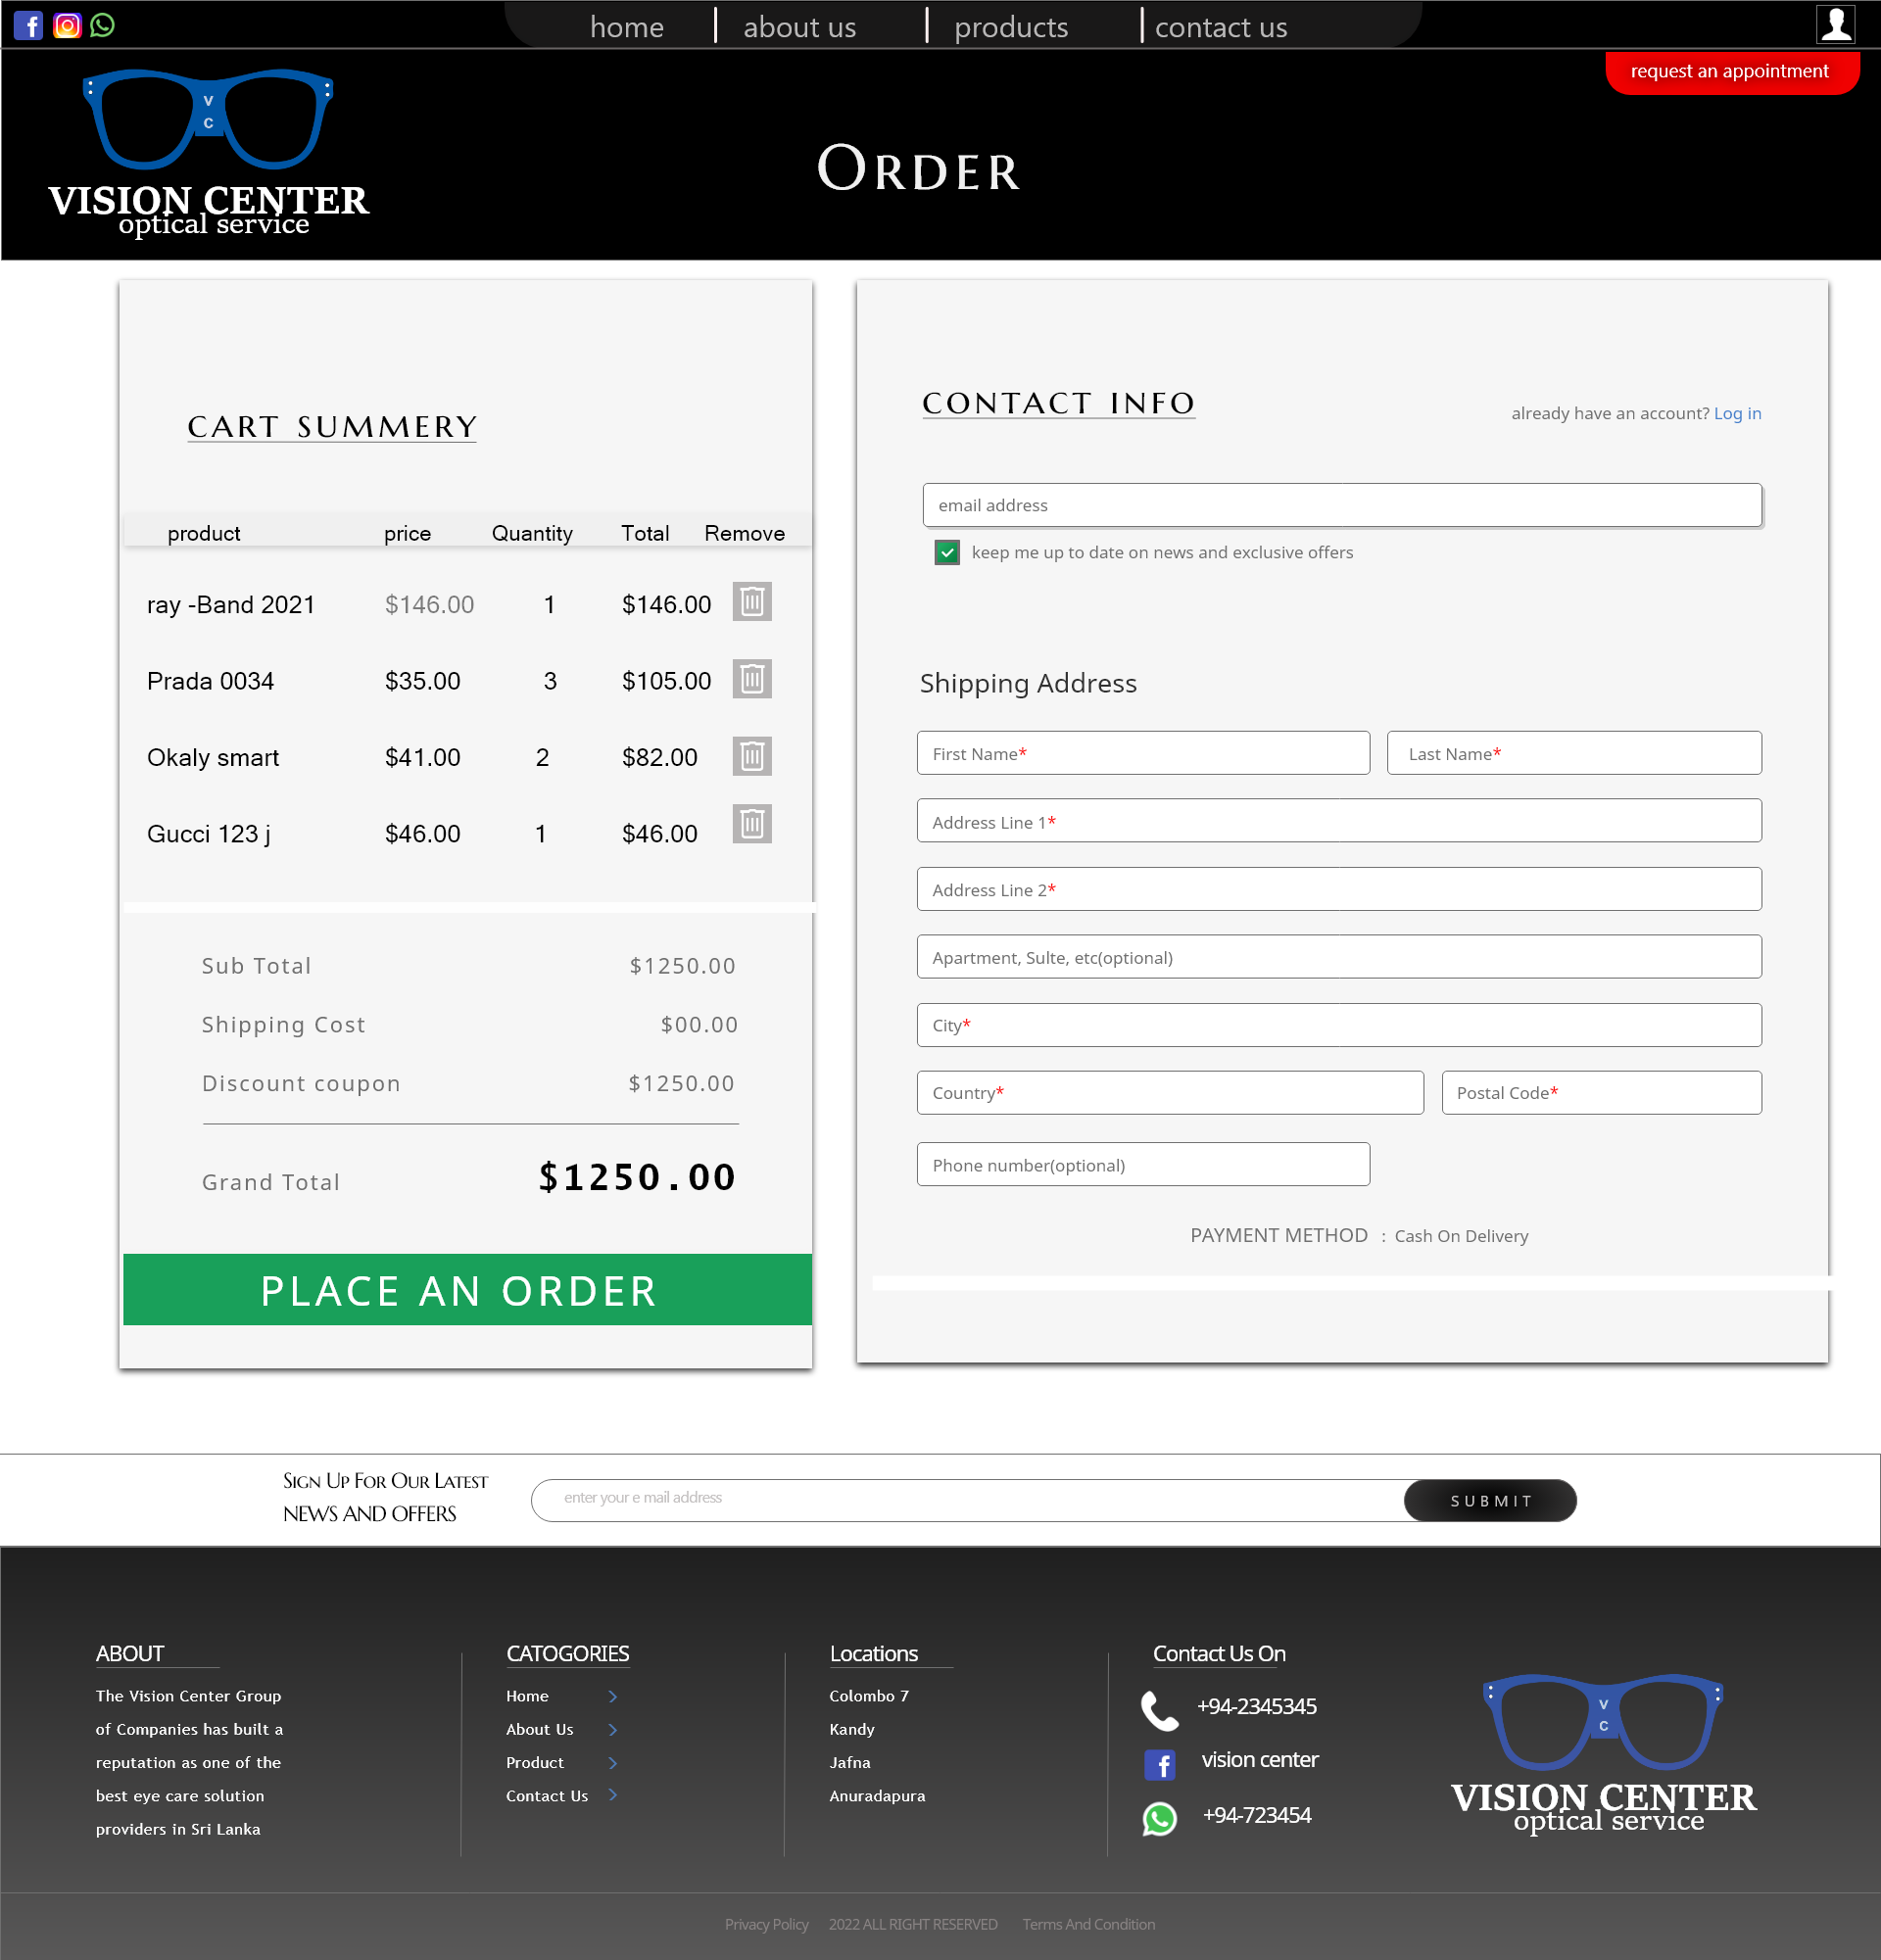 home | about us | products | contact us
request an appointment
V
C
VISION CENTER
optical service
ORDER
CART SUMMERY
product price Quantity Total Remove
ray -Band 2021 $146.00 1 $146.00
Prada 0034 $35.00 3 $105.00
Okaly smart $41.00 2 $82.00
Gucci 123 j $46.00 1 $46.00
Sub Total $1250.00
Shipping Cost $00.00
Discount coupon $1250.00
Grand Total $1250.00
PLACE AN ORDER
CONTACT INFO
already have an account? Log in
email address
keep me up to date on news and exclusive offers
Shipping Address
First Name* Last Name*
Address Line 1*
Address Line 2*
Apartment, Sulte, etc(optional)
City*
Country* Postal Code*
Phone number(optional)
PAYMENT METHOD : Cash On Delivery
SIGN UP FOR OUR LATEST
NEWS AND OFFERS
enter your e mail address
SUBMIT
ABOUT
The Vision Center Group
of Companies has built a
reputation as one of the
best eye care solution
providers in Sri Lanka
CATOGORIES
Home
About Us
Product
Contact Us
Locations
Colombo 7
Kandy
Jafna
Anuradapura
Contact Us On
+94-2345345
vision center
+94-723454
V
C
VISION CENTER
optical service
Privacy Policy 2022 ALL RIGHT RESERVED Terms And Condition